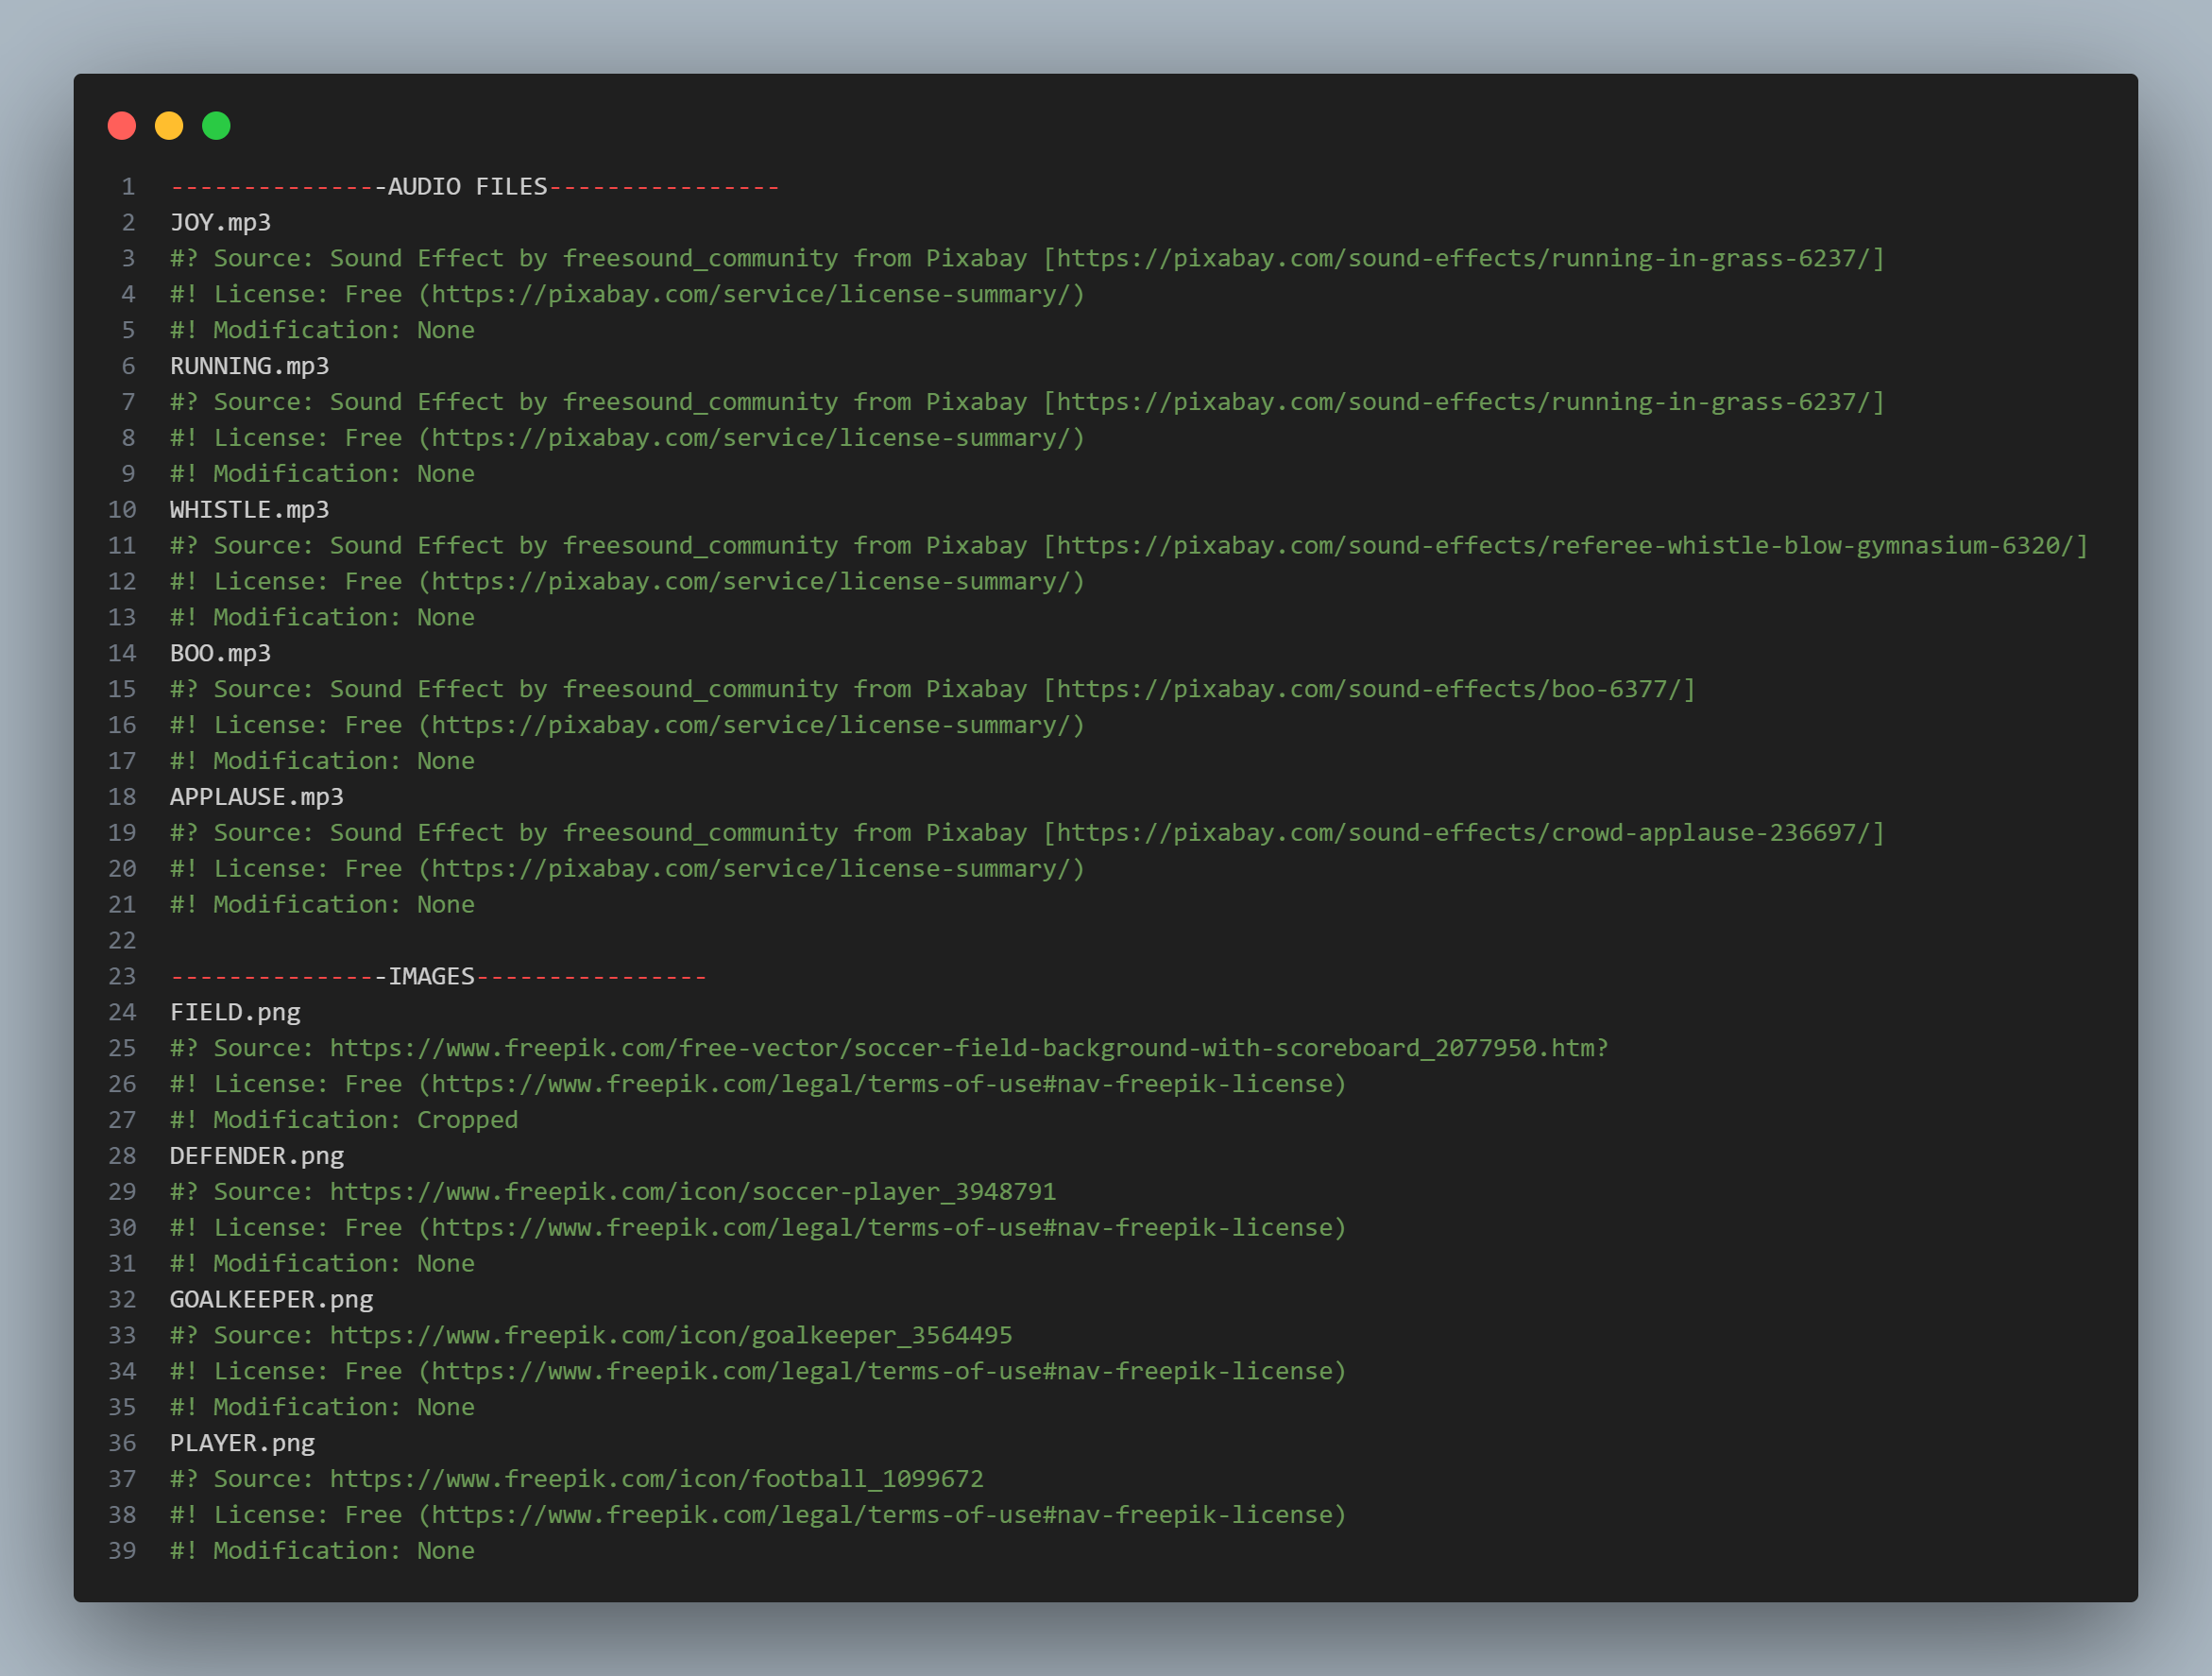 1 ----------------AUDIO FILES----------------
2 JOY.mp3
3 #? Source: Sound Effect by freesound_community from Pixabay [https://pixabay.com/sound-effects/running-in-grass-6237/]
4 #! License: Free (https://pixabay.com/service/license-summary/)
5 #! Modification: None
6 RUNNING.mp3
7 #? Source: Sound Effect by freesound_community from Pixabay [https://pixabay.com/sound-effects/running-in-grass-6237/]
8 #! License: Free (https://pixabay.com/service/license-summary/)
9 #! Modification: None
10 WHISTLE.mp3
11 #? Source: Sound Effect by freesound_community from Pixabay [https://pixabay.com/sound-effects/referee-whistle-blow-gymnasium-6320/]
12 #! License: Free (https://pixabay.com/service/license-summary/)
13 #! Modification: None
14 BOO.mp3
15 #? Source: Sound Effect by freesound_community from Pixabay [https://pixabay.com/sound-effects/boo-6377/]
16 #! License: Free (https://pixabay.com/service/license-summary/)
17 #! Modification: None
18 APPLAUSE.mp3
19 #? Source: Sound Effect by freesound_community from Pixabay [https://pixabay.com/sound-effects/crowd-applause-236697/]
20 #! License: Free (https://pixabay.com/service/license-summary/)
21 #! Modification: None
22
23 ----------------IMAGES----------------
24 FIELD.png
25 #? Source: https://www.freepik.com/free-vector/soccer-field-background-with-scoreboard_2077950.htm?
26 #! License: Free (https://www.freepik.com/legal/terms-of-use#nav-freepik-license)
27 #! Modification: Cropped
28 DEFENDER.png
29 #? Source: https://www.freepik.com/icon/soccer-player_3948791
30 #! License: Free (https://www.freepik.com/legal/terms-of-use#nav-freepik-license)
31 #! Modification: None
32 GOALKEEPER.png
33 #? Source: https://www.freepik.com/icon/goalkeeper_3564495
34 #! License: Free (https://www.freepik.com/legal/terms-of-use#nav-freepik-license)
35 #! Modification: None
36 PLAYER.png
37 #? Source: https://www.freepik.com/icon/football_1099672
38 #! License: Free (https://www.freepik.com/legal/terms-of-use#nav-freepik-license)
39 #! Modification: None